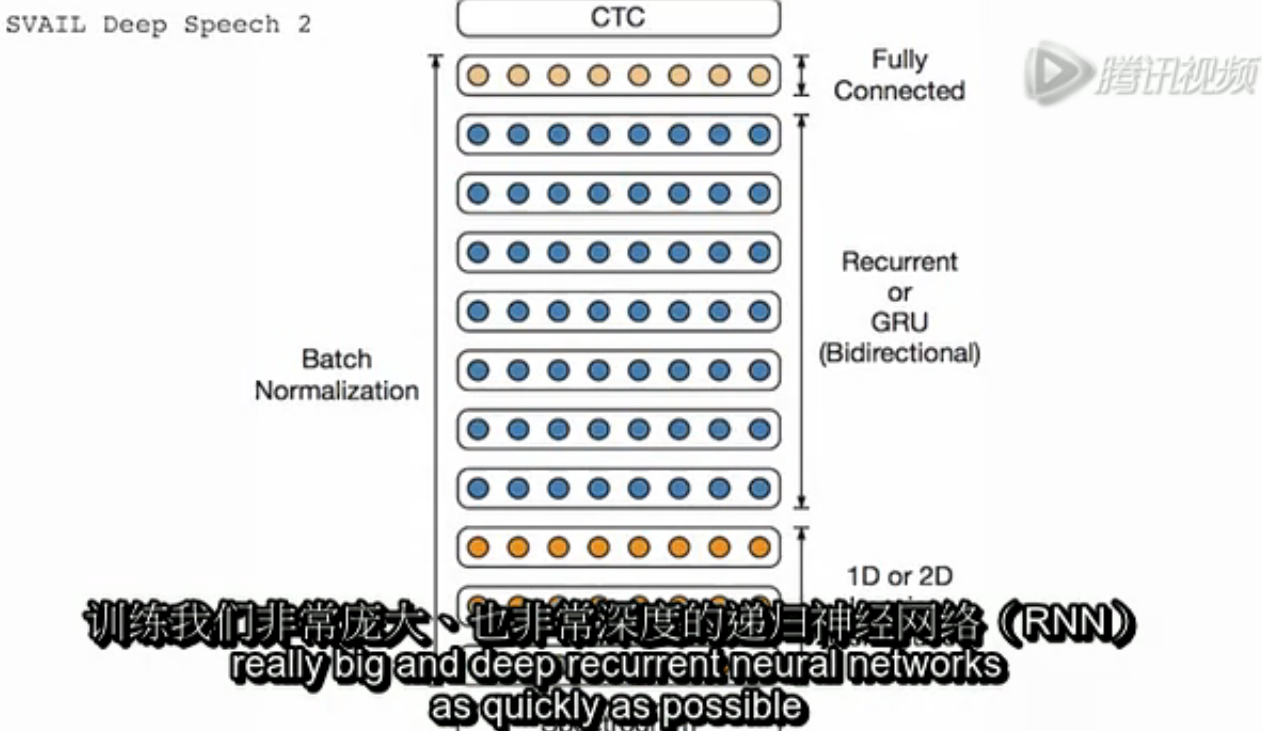 SVAIL Deep Speech 2
CTC
腾讯视频
Fully
Connected
Recurrent
or
GRU
(Bidirectional)
Batch
Normalization
1D or 2D
训练我们非常庞大、也非常深度的递归神经网络（RNN）
really big and deep recurrent neural networks
as quickly as possible